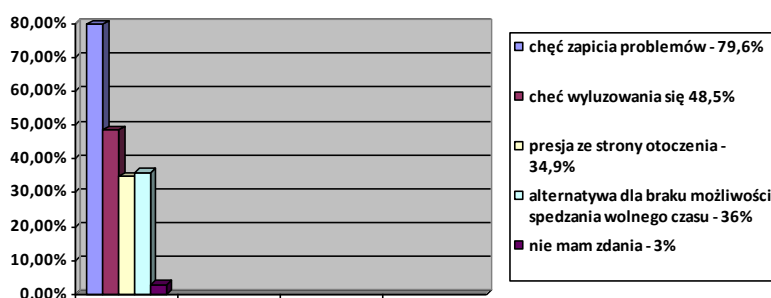 80,00%
70,00%
60,00%
50,00%
40,00%
30,00%
20,00%
10,00%
0,00%
chęć zapicia problemów - 79,6%
cheć wyluzowania się 48,5%
presja ze strony otoczenia -
34,9%
alternatywa dla braku możliwości
spedzania wolnego czasu - 36%
nie mam zdania - 3%